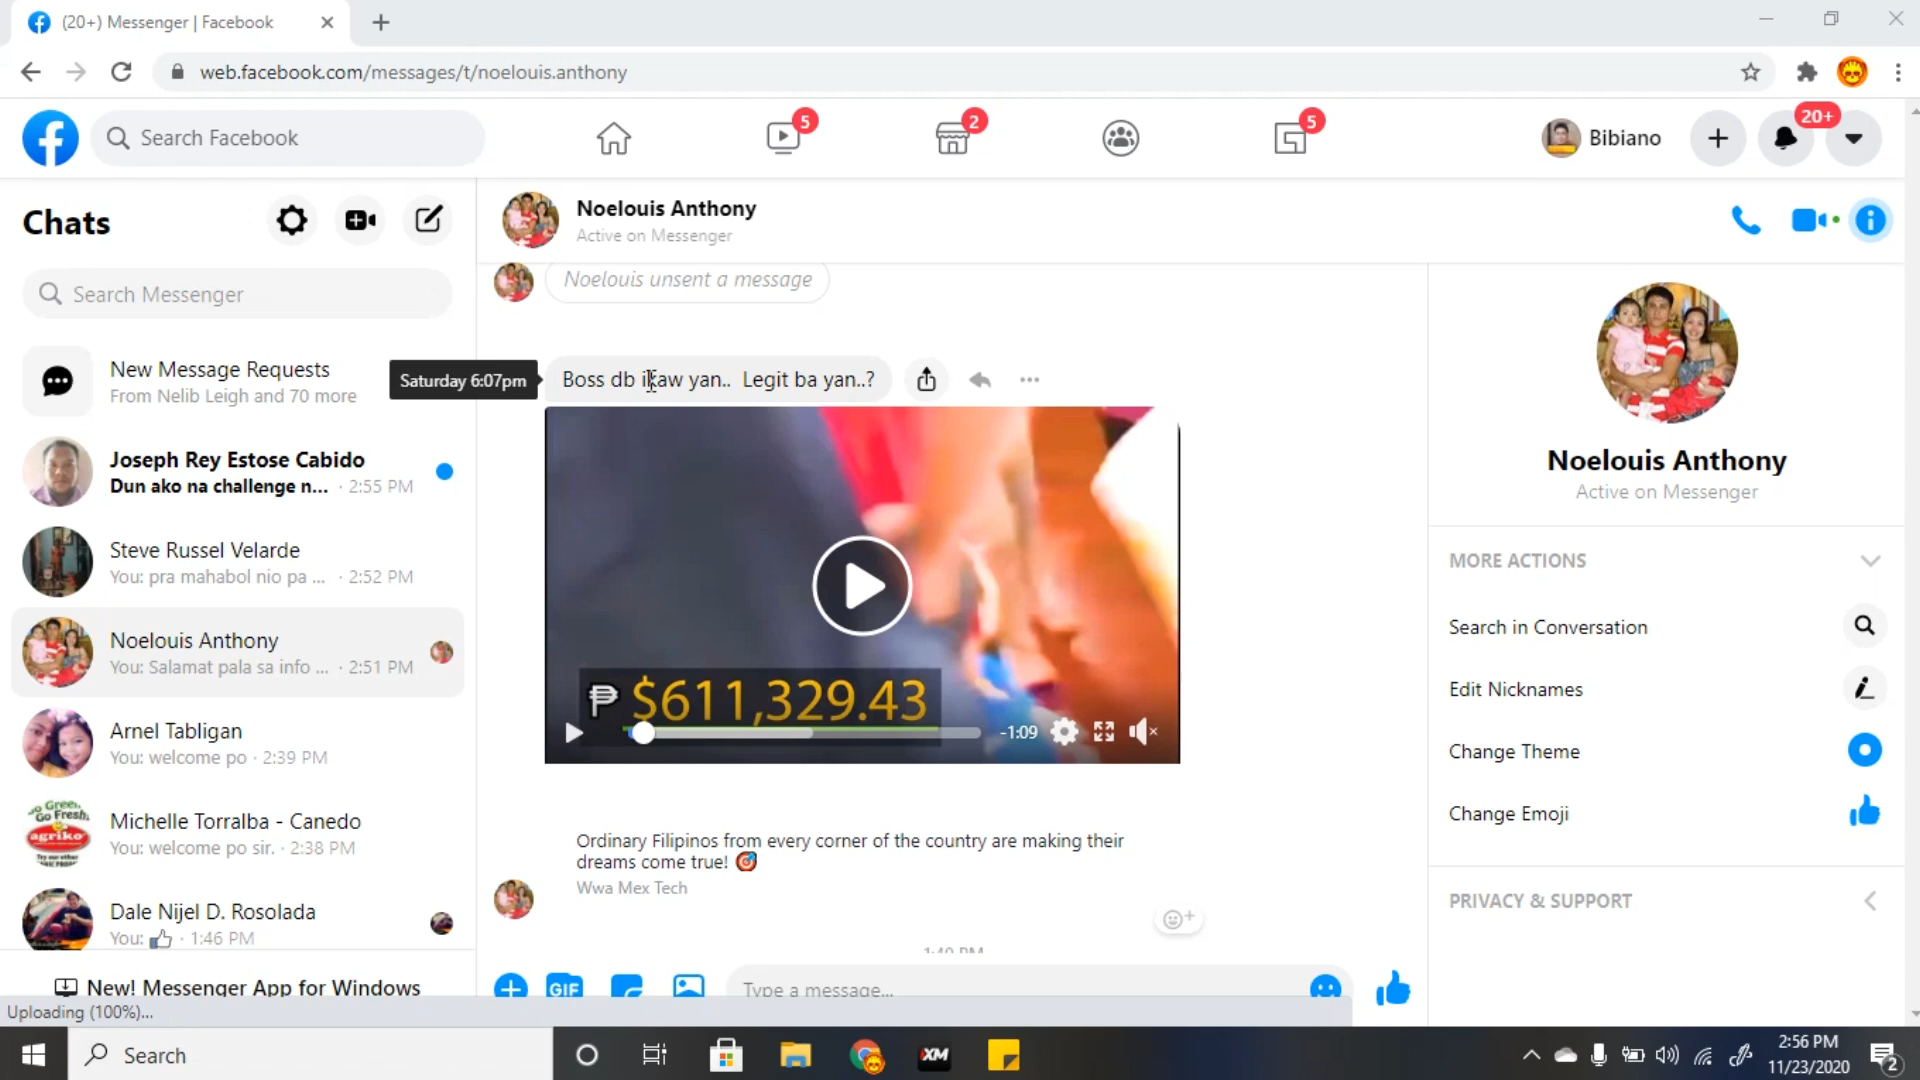 (20+) Messenger | Facebook
web.facebook.com/messages/t/noelouis.anthony
Search Facebook
5
2
5
Bibiano
20+
Chats
Search Messenger
New Message Requests
From Nelib Leigh and 70 more
Joseph Rey Estose Cabido
Dun ako na challenge n... · 2:55 PM
Steve Russel Velarde
You: pra mahabol nio pa ... · 2:52 PM
Noelouis Anthony
You: Salamat pala sa info ... · 2:51 PM
Arnel Tabligan
You: welcome po · 2:39 PM
Michelle Torralba - Canedo
You: welcome po sir. · 2:38 PM
Dale Nijel D. Rosolada
You: 👍 · 1:46 PM
New! Messenger App for Windows
Uploading (100%)...
Noelouis Anthony
Active on Messenger
Noelouis unsent a message
Saturday 6:07pm
Boss db ikaw yan.. Legit ba yan..?
₱ $611,329.43
-1:09
Ordinary Filipinos from every corner of the country are making their
dreams come true! 🎯
Wwa Mex Tech
1:40 PM
GIF
Type a message...
Noelouis Anthony
Active on Messenger
MORE ACTIONS
Search in Conversation
Edit Nicknames
Change Theme
Change Emoji
PRIVACY & SUPPORT
Search
XM
2:56 PM
11/23/2020
2